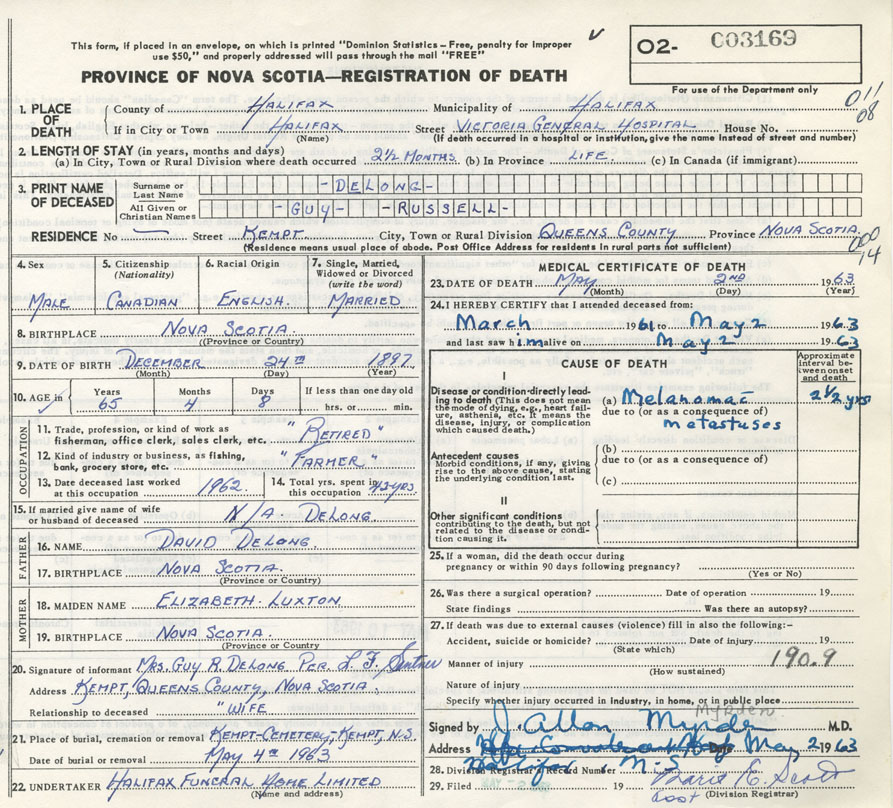 This form, if placed in an envelope, on which is printed "Dominion Statistics – Free, penalty for improper
use $50," and properly addressed will pass through the mail "FREE"
O2- 003169
PROVINCE OF NOVA SCOTIA—REGISTRATION OF DEATH
For use of the Department only
011
08
1. PLACE OF DEATH County of HALIFAX Municipality of HALIFAX
If in City or Town HALIFAX Street VICTORIA GENERAL HOSPITAL House No.
(Name) (If death occurred in a hospital or institution, give the name instead of street and number)
2. LENGTH OF STAY (in years, months and days)
(a) In City, Town or Rural Division where death occurred 2½ MONTHS (b) In Province LIFE. (c) In Canada (if immigrant)
3. PRINT NAME OF DECEASED Surname or Last Name -DELONG-
All Given or Christian Names -GUY- -RUSSELL-
RESIDENCE No — Street KEMPT City, Town or Rural Division QUEENS COUNTY Province NOVA SCOTIA.
(Residence means usual place of abode. Post Office Address for residents in rural parts not sufficient)
000
14
4. Sex MALE
5. Citizenship (Nationality) CANADIAN
6. Racial Origin ENGLISH.
7. Single, Married, Widowed or Divorced (write the word) MARRIED
8. BIRTHPLACE NOVA SCOTIA.
(Province or Country)
9. DATE OF BIRTH DECEMBER 24TH 1897
(Month) (Day) (Year)
10. AGE in Years 65 Months 4 Days 8 If less than one day old hrs. or min.
OCCUPATION
11. Trade, profession, or kind of work as fisherman, office clerk, sales clerk, etc. "RETIRED"
12. Kind of industry or business, as fishing, bank, grocery store, etc. "FARMER"
13. Date deceased last worked at this occupation 1962
14. Total yrs. spent in this occupation 42 YRS.
15. If married give name of wife or husband of deceased N/A DELONG.
FATHER
16. NAME DAVID DELONG
17. BIRTHPLACE NOVA SCOTIA.
(Province or Country)
MOTHER
18. MAIDEN NAME ELIZABETH LUXTON
19. BIRTHPLACE NOVA SCOTIA.
(Province or Country)
20. Signature of informant MRS. GUY R. DELONG PER L F
Address KEMPT, QUEENS COUNTY, NOVA SCOTIA.
Relationship to deceased "WIFE
21. Place of burial, cremation or removal KEMPT-CEMETERY-KEMPT, N.S.
Date of burial or removal MAY 4TH 1963
22. UNDERTAKER HALIFAX FUNERAL HOME LIMITED
(Name and address)
MEDICAL CERTIFICATE OF DEATH
23. DATE OF DEATH MAY 2ND 1963
(Month) (Day) (Year)
24. I HEREBY CERTIFY that I attended deceased from:
March 1961 to May 2 1963
and last saw him alive on May 2 1963
CAUSE OF DEATH
Approximate interval between onset and death
I
Disease or condition directly leading to death (This does not mean the mode of dying, e.g., heart failure, asthenia, etc. It means the disease, injury, or complication which caused death.)
(a) Melanoma – 2½ yrs
due to (or as a consequence of)
metastases
Antecedent causes
Morbid conditions, if any, giving rise to the above cause, stating the underlying condition last.
(b)
due to (or as a consequence of)
(c)
II
Other significant conditions contributing to the death, but not related to the disease or condition causing it.
25. If a woman, did the death occur during pregnancy or within 90 days following pregnancy?
(Yes or No)
26. Was there a surgical operation? Date of operation 19
State findings Was there an autopsy?
27. If death was due to external causes (violence) fill in also the following:-
Accident, suicide or homicide? Date of injury 19
(State which)
Manner of injury 190.9
(How sustained)
Nature of injury
Specify whether injury occurred in Industry, in home, or in public place
Myrden
Signed by J. Allan Myrden M.D.
Address Date May 2 1963
Halifax N.S.
28. Division Registrar's Record Number
29. Filed 19 Marie E. Scott
(Division Registrar)